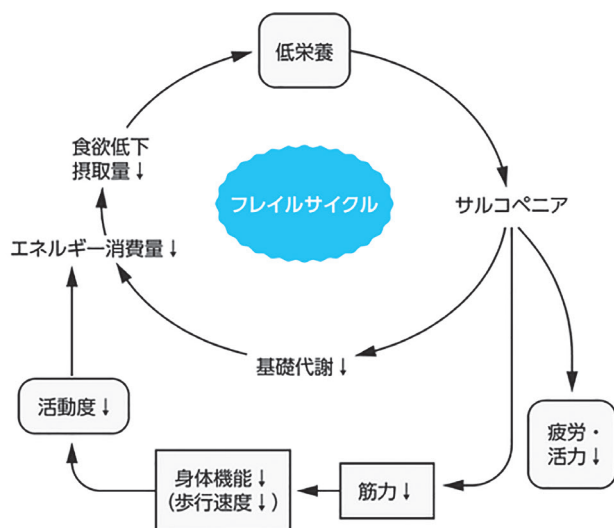 低栄養
食欲低下
摂取量↓
フレイルサイクル
サルコペニア
エネルギー消費量↓
基礎代謝↓
活動度↓
疲労・
活力↓
身体機能↓
(歩行速度↓)
筋力↓